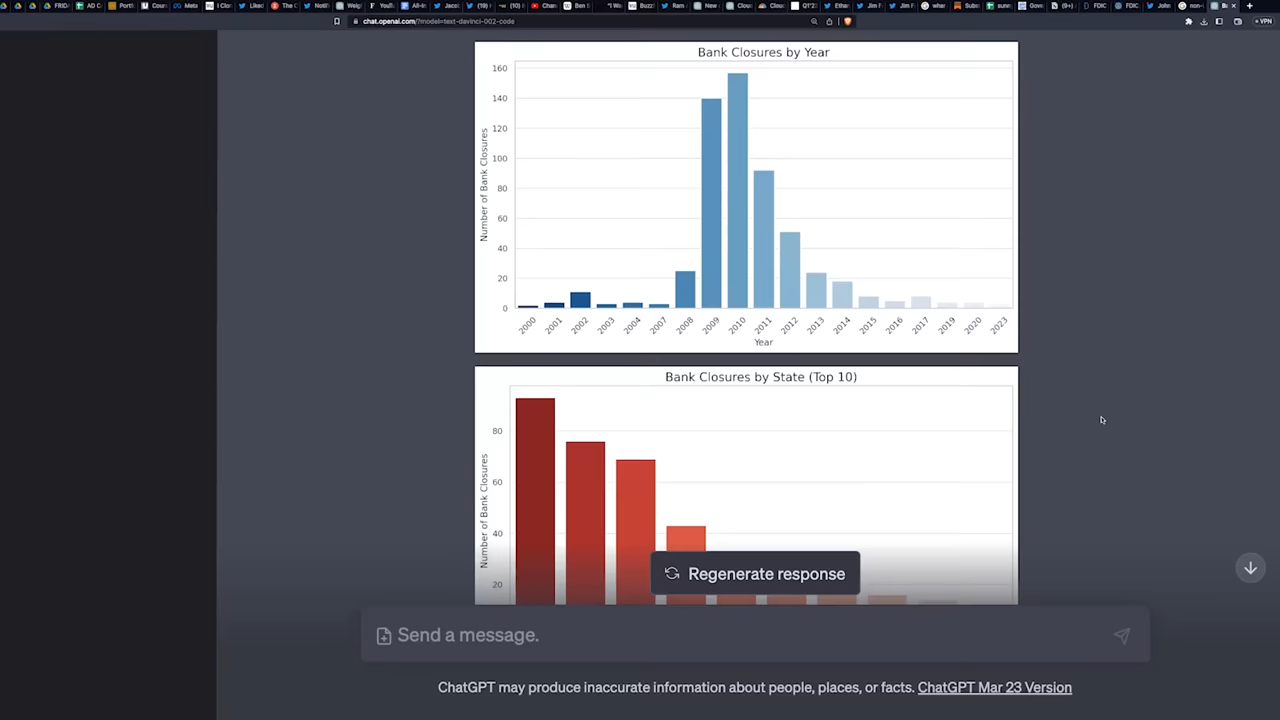 chat.openai.com/?model=text-davinci-002-code
VPN
Bank Closures by Year
160
140
120
100
80
60
40
20
0
Number of Bank Closures
2000 2001 2002 2003 2004 2007 2008 2009 2010 2011 2012 2013 2014 2015 2016 2017 2019 2020 2023
Year
Bank Closures by State (Top 10)
80
60
40
20
Number of Bank Closures
Regenerate response
Send a message.
ChatGPT may produce inaccurate information about people, places, or facts. ChatGPT Mar 23 Version